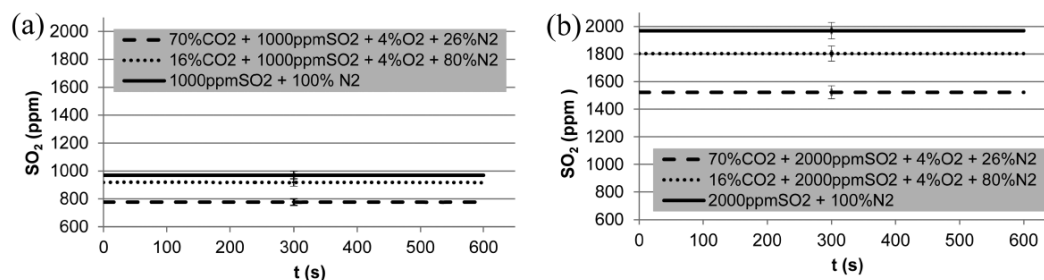 (a)
2000
1800
1600
1400
1200
1000
800
600
SO2 (ppm)
70%CO2 + 1000ppmSO2 + 4%O2 + 26%N2
16%CO2 + 1000ppmSO2 + 4%O2 + 80%N2
1000ppmSO2 + 100% N2
0 100 200 300 400 500 600
t (s)
(b)
2000
1800
1600
1400
1200
1000
800
600
SO2 (ppm)
70%CO2 + 2000ppmSO2 + 4%O2 + 26%N2
16%CO2 + 2000ppmSO2 + 4%O2 + 80%N2
2000ppmSO2 + 100%N2
0 100 200 300 400 500 600
t (s)